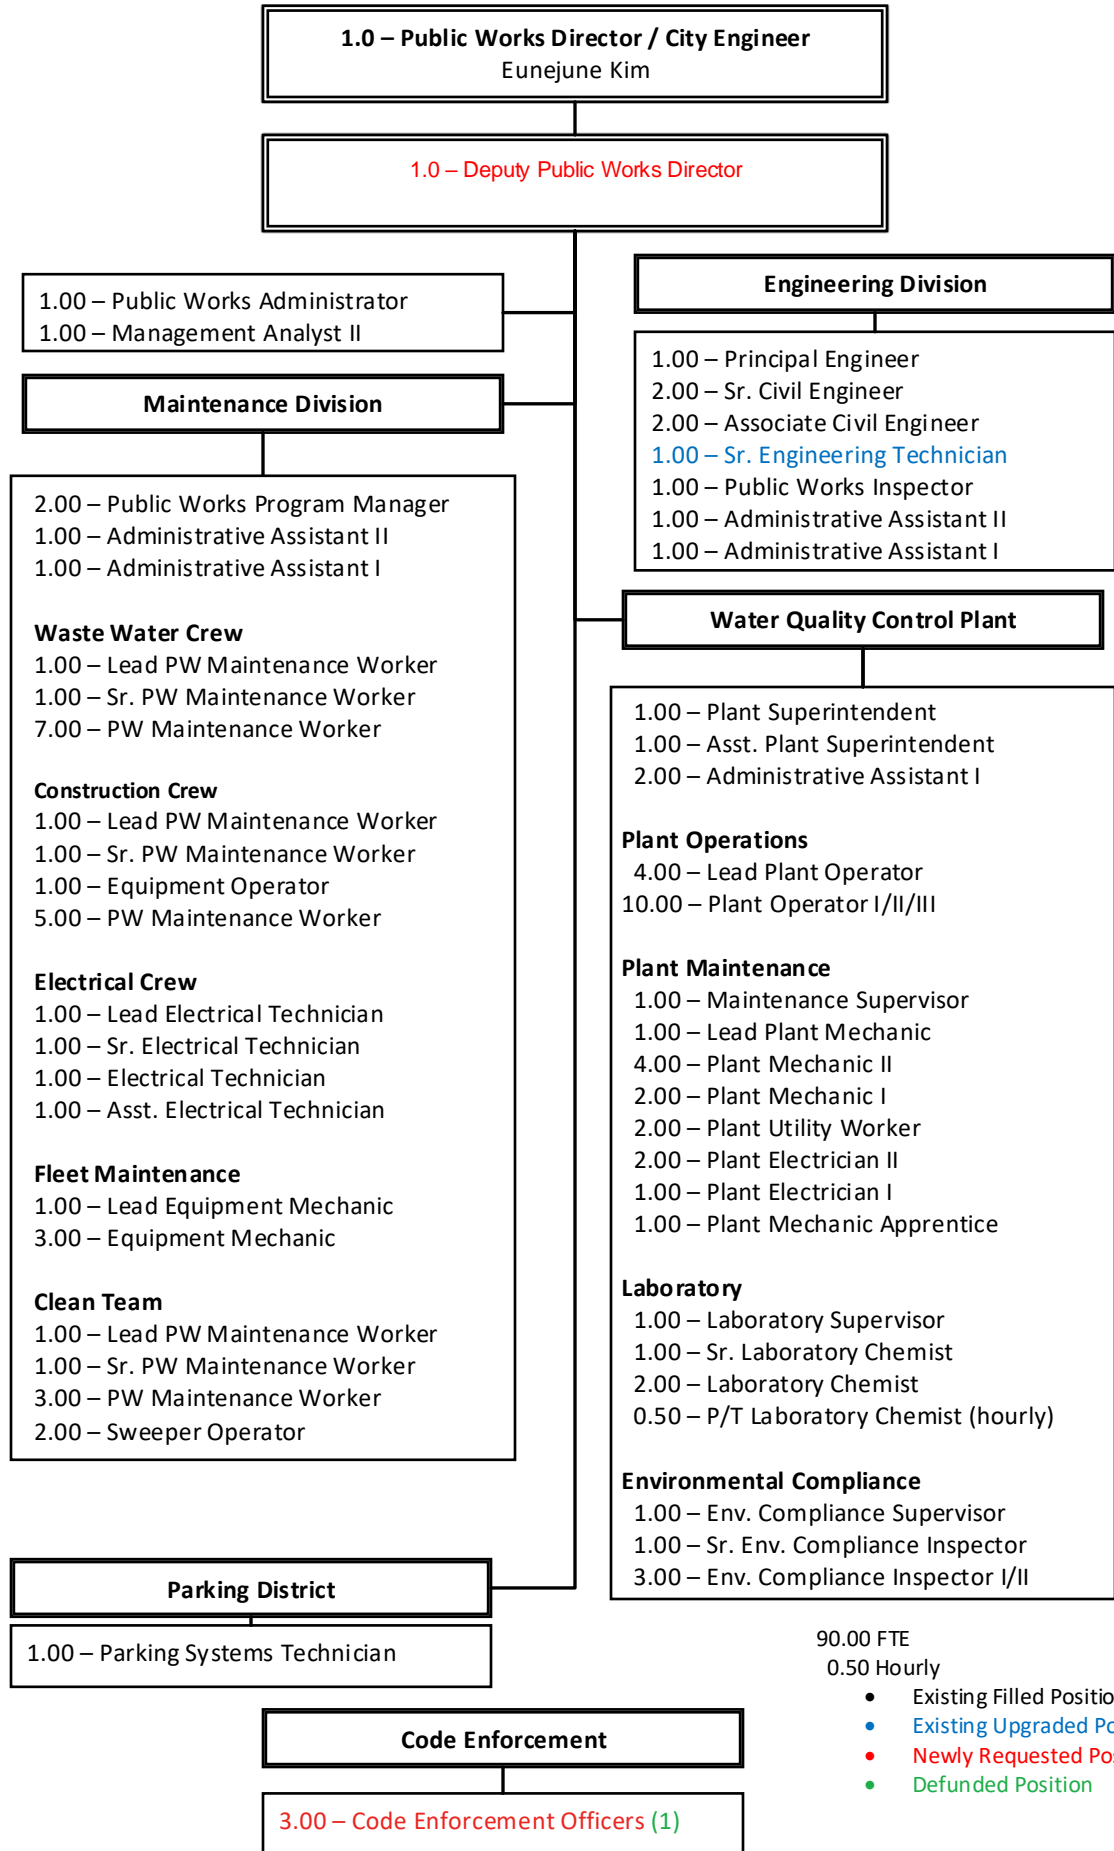 1.0 – Public Works Director / City Engineer
Eunejune Kim
1.0 – Deputy Public Works Director
1.00 – Public Works Administrator
1.00 – Management Analyst II
Maintenance Division
2.00 – Public Works Program Manager
1.00 – Administrative Assistant II
1.00 – Administrative Assistant I
Waste Water Crew
1.00 – Lead PW Maintenance Worker
1.00 – Sr. PW Maintenance Worker
7.00 – PW Maintenance Worker
Construction Crew
1.00 – Lead PW Maintenance Worker
1.00 – Sr. PW Maintenance Worker
1.00 – Equipment Operator
5.00 – PW Maintenance Worker
Electrical Crew
1.00 – Lead Electrical Technician
1.00 – Sr. Electrical Technician
1.00 – Electrical Technician
1.00 – Asst. Electrical Technician
Fleet Maintenance
1.00 – Lead Equipment Mechanic
3.00 – Equipment Mechanic
Clean Team
1.00 – Lead PW Maintenance Worker
1.00 – Sr. PW Maintenance Worker
3.00 – PW Maintenance Worker
2.00 – Sweeper Operator
Engineering Division
1.00 – Principal Engineer
2.00 – Sr. Civil Engineer
2.00 – Associate Civil Engineer
1.00 – Sr. Engineering Technician
1.00 – Public Works Inspector
1.00 – Administrative Assistant II
1.00 – Administrative Assistant I
Water Quality Control Plant
1.00 – Plant Superintendent
1.00 – Asst. Plant Superintendent
2.00 – Administrative Assistant I
Plant Operations
4.00 – Lead Plant Operator
10.00 – Plant Operator I/II/III
Plant Maintenance
1.00 – Maintenance Supervisor
1.00 – Lead Plant Mechanic
4.00 – Plant Mechanic II
2.00 – Plant Mechanic I
2.00 – Plant Utility Worker
2.00 – Plant Electrician II
1.00 – Plant Electrician I
1.00 – Plant Mechanic Apprentice
Laboratory
1.00 – Laboratory Supervisor
1.00 – Sr. Laboratory Chemist
2.00 – Laboratory Chemist
0.50 – P/T Laboratory Chemist (hourly)
Environmental Compliance
1.00 – Env. Compliance Supervisor
1.00 – Sr. Env. Compliance Inspector
3.00 – Env. Compliance Inspector I/II
Parking District
1.00 – Parking Systems Technician
Code Enforcement
3.00 – Code Enforcement Officers (1)
90.00 FTE
0.50 Hourly
• Existing Filled Positio
• Existing Upgraded Po
• Newly Requested Pos
• Defunded Position